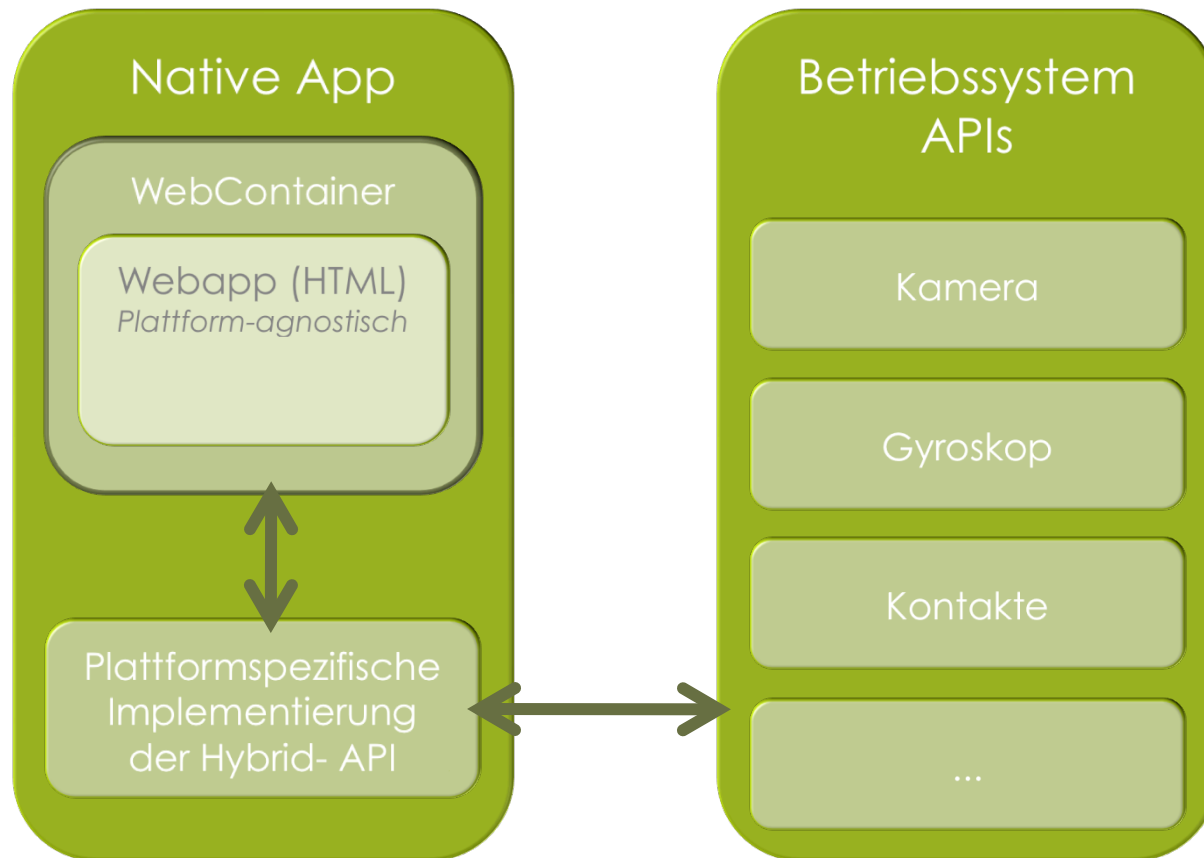 Native App
WebContainer
Webapp (HTML)
Plattform-agnostisch
Plattformspezifische
Implementierung
der Hybrid- API
Betriebssystem
APIs
Kamera
Gyroskop
Kontakte
...